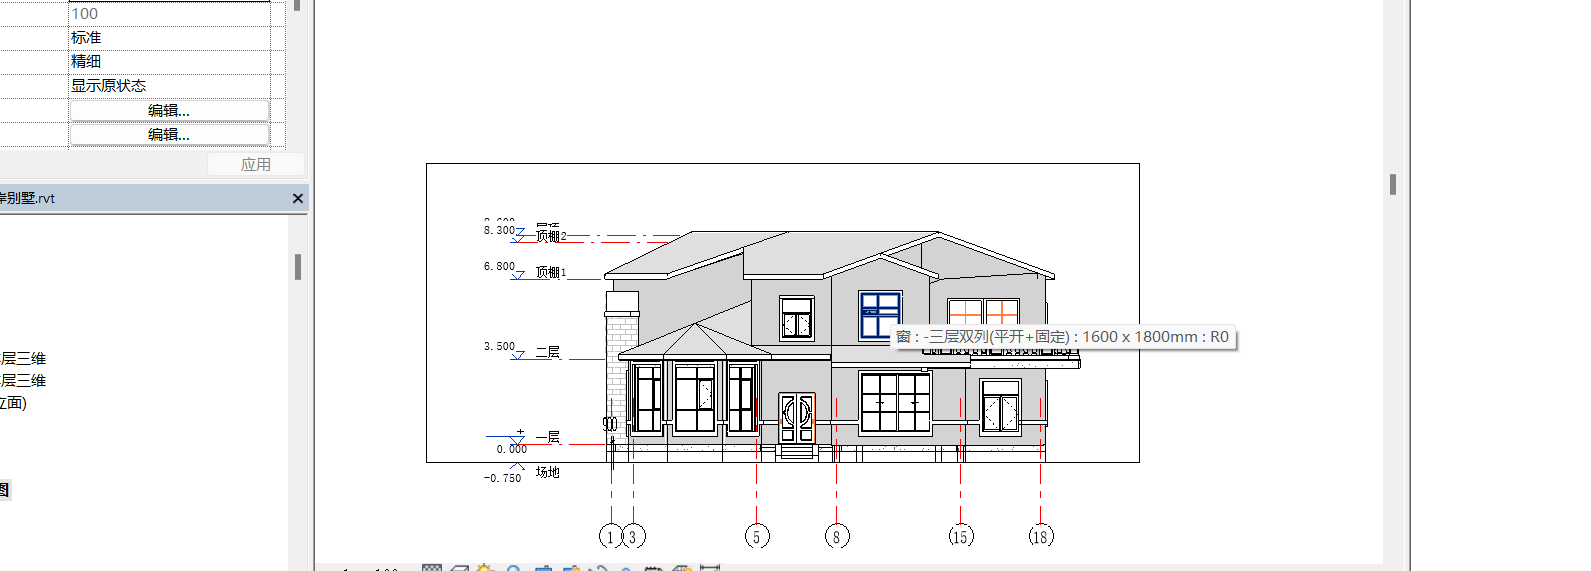 100
标准
精细
显示原状态
编辑...
编辑...
应用
岸别墅.rvt
层三维
层三维
立面)
图
8.300
顶棚2
6.800
顶棚1
3.500
二层
窗 : -三层双列(平开+固定) : 1600 x 1800mm : R0
一层
0.000
-0.750
场地
1
3
5
8
15
18